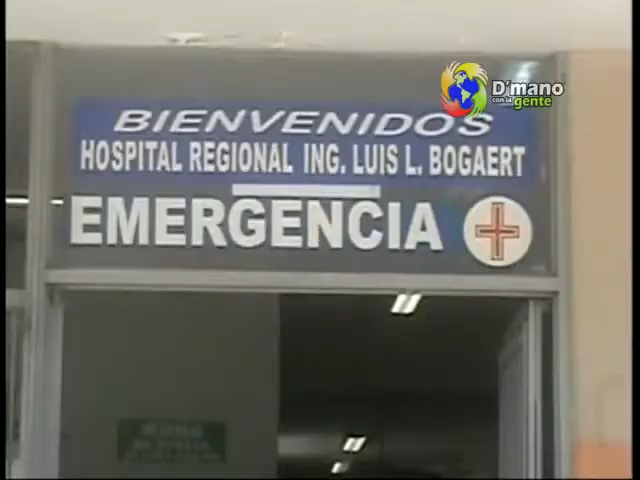 D'mano
con la
gente
BIENVENIDOS
HOSPITAL REGIONAL ING. LUIS L. BOGAERT
EMERGENCIA